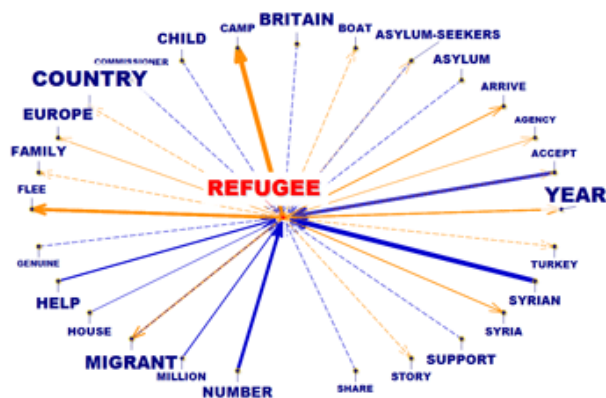 BRITAIN
CHILD
CAMP
BOAT
ASYLUM-SEEKERS
COMMISSIONER
ASYLUM
COUNTRY
ARRIVE
EUROPE
AGENCY
FAMILY
ACCEPT
FLEE
REFUGEE
YEAR
GENUINE
TURKEY
HELP
SYRIAN
HOUSE
SYRIA
MIGRANT
SUPPORT
MILLION
STORY
NUMBER
SHARE